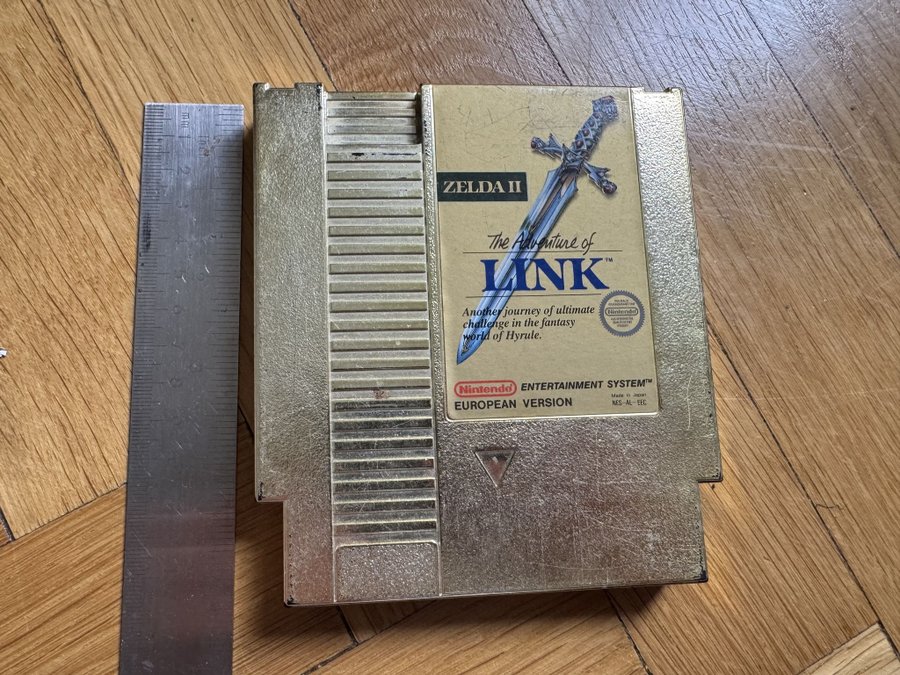 ZELDA II
The Adventure of
LINK™
Another journey of ultimate
challenge in the fantasy
world of Hyrule.
Nintendo
Nintendo ENTERTAINMENT SYSTEM™
Made in Japan
EUROPEAN VERSION NES-AL-EEC